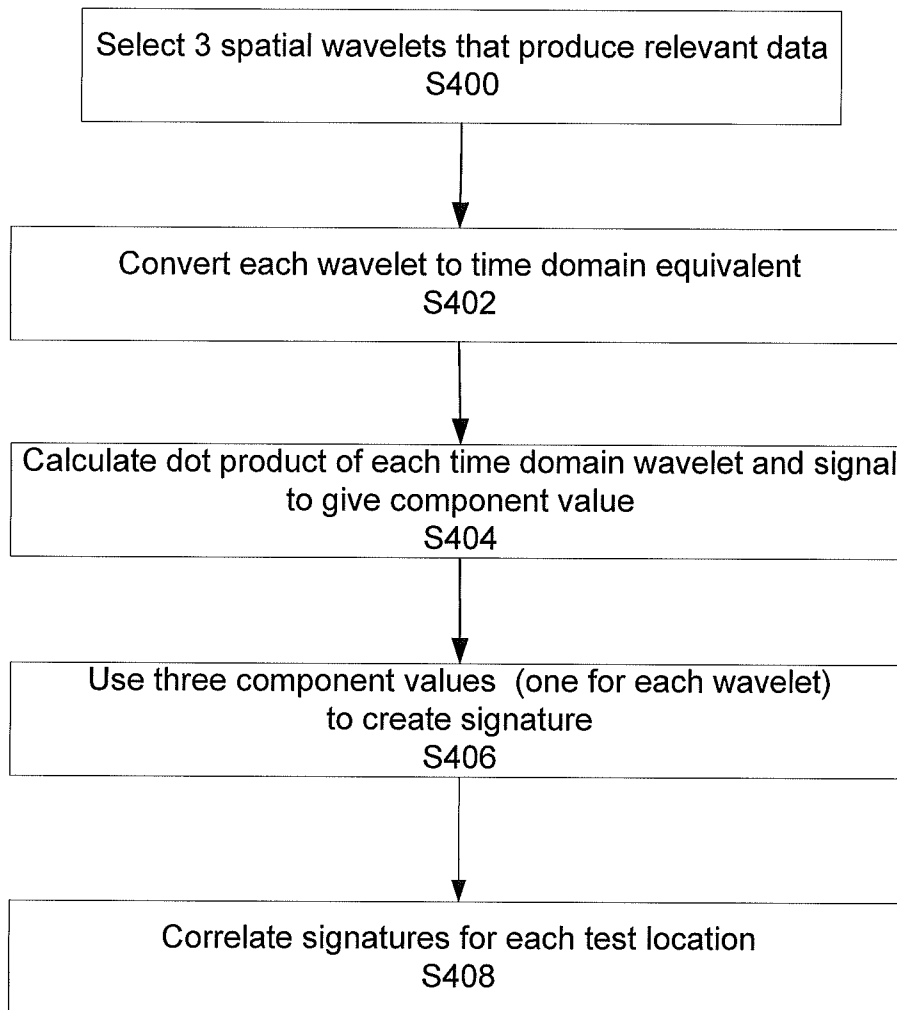 Select 3 spatial wavelets that produce relevant data
S400
Convert each wavelet to time domain equivalent
S402
Calculate dot product of each time domain wavelet and signal
to give component value
S404
Use three component values (one for each wavelet)
to create signature
S406
Correlate signatures for each test location
S408